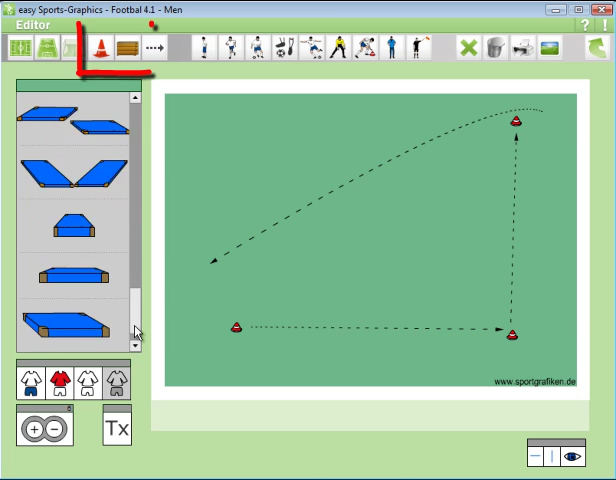 easy Sports-Graphics - Footbal 4.1 - Men
Editor
? !
Tx
www.sportgrafiken.de